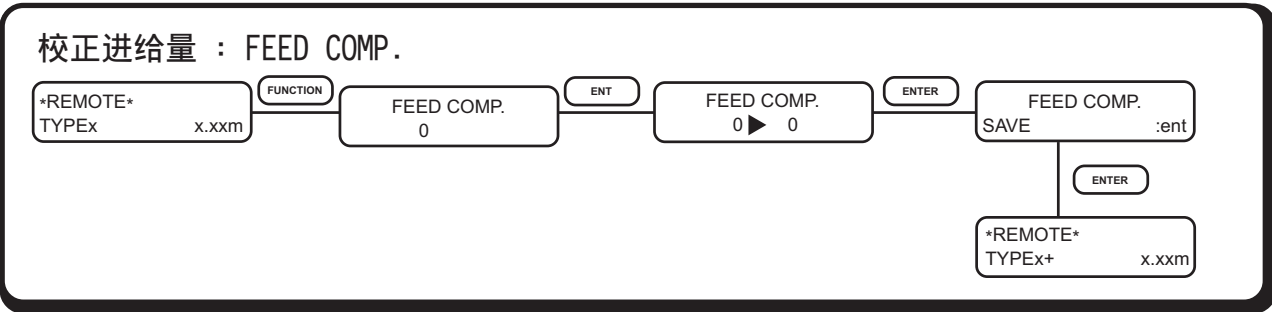 校正进给量 : FEED COMP.
*REMOTE*
TYPEx x.xxm
FUNCTION
FEED COMP.
0
ENT
FEED COMP.
0 ▶ 0
ENTER
FEED COMP.
SAVE :ent
ENTER
*REMOTE*
TYPEx+ x.xxm